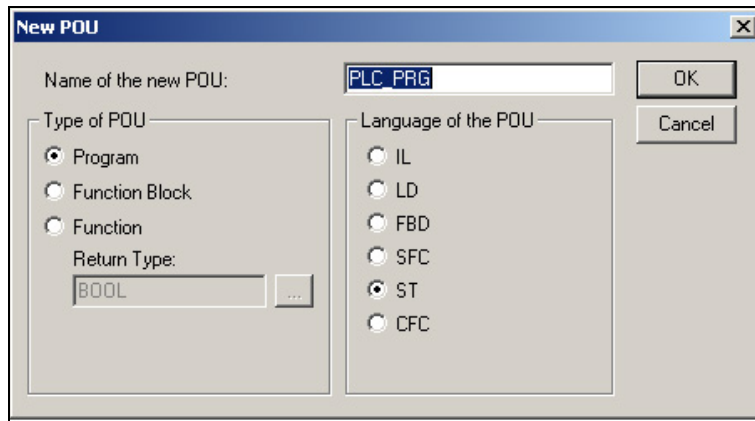 New POU
Name of the new POU: PLC_PRG OK
Cancel
Type of POU
Program
Function Block
Function
Return Type:
BOOL ...
Language of the POU
IL
LD
FBD
SFC
ST
CFC